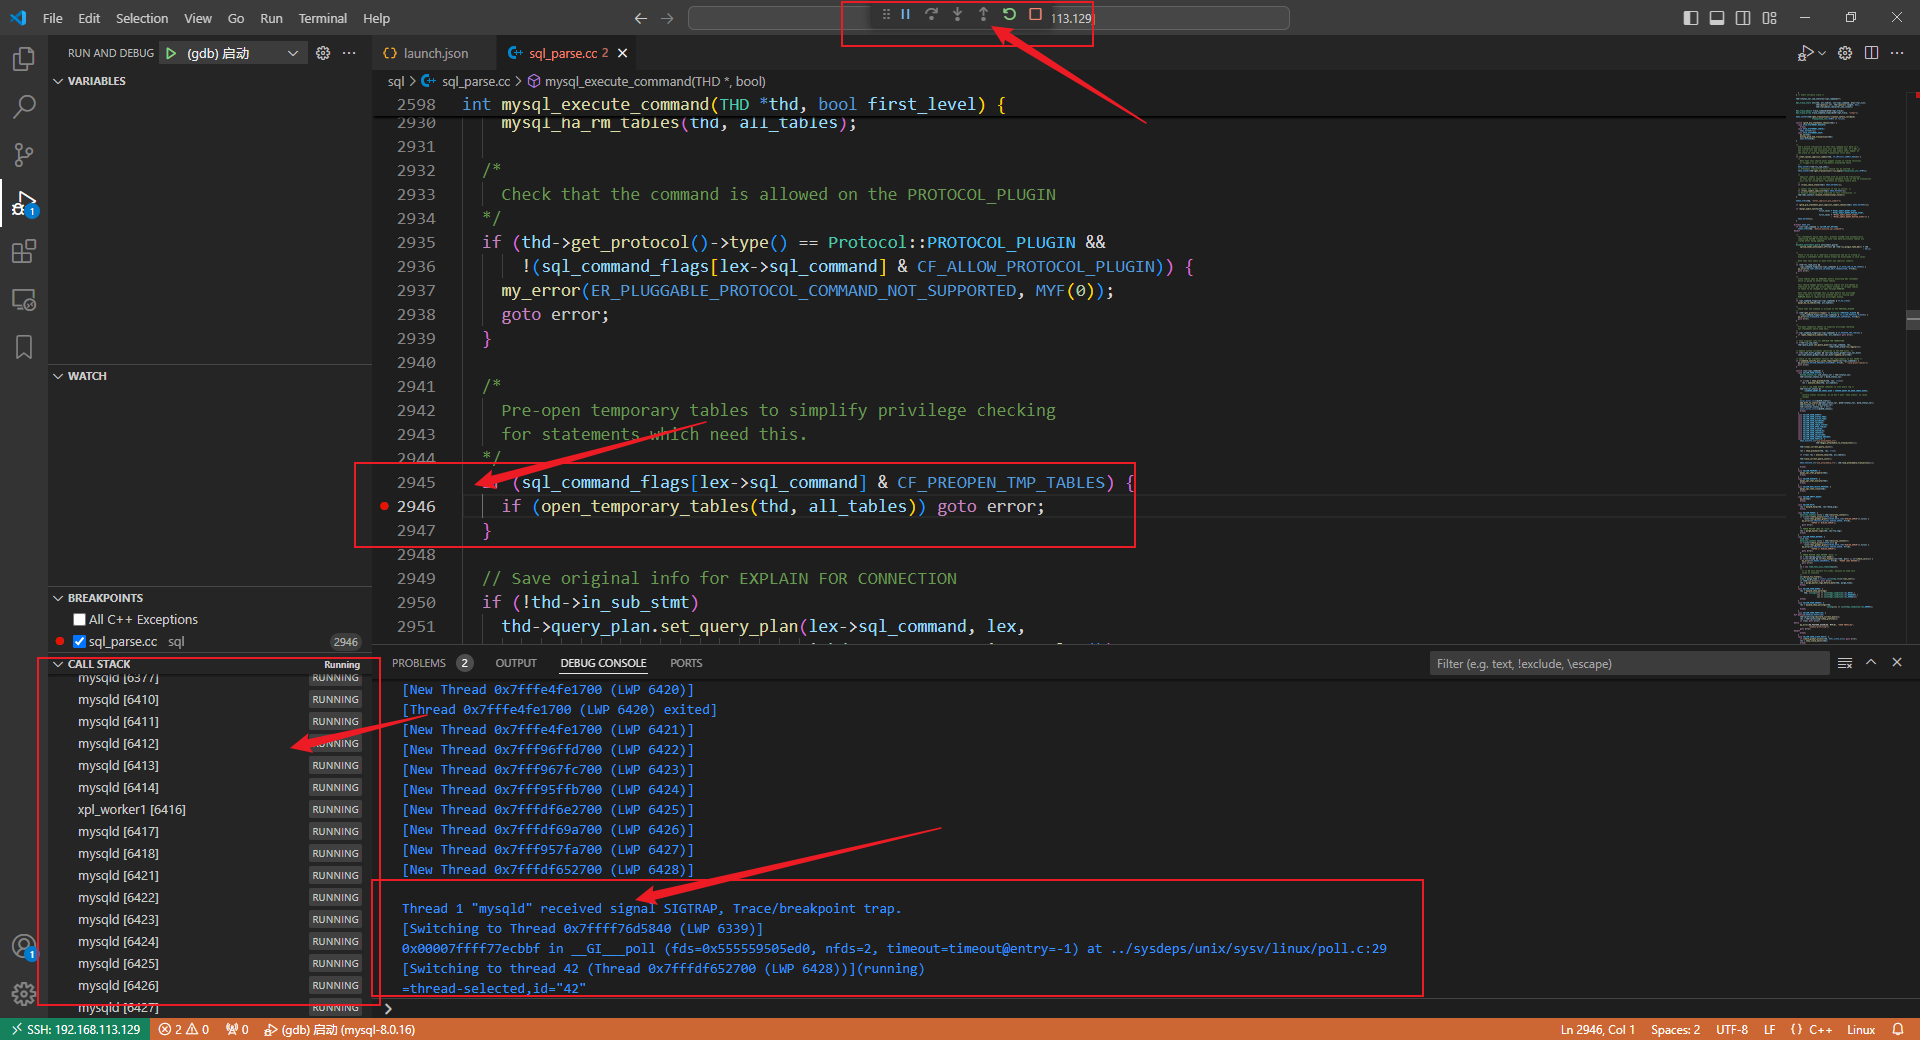 File Edit Selection View Go Run Terminal Help
113.129]
RUN AND DEBUG (gdb) 启动
launch.json
sql_parse.cc 2
VARIABLES
sql > sql_parse.cc > mysql_execute_command(THD *, bool)
2598 int mysql_execute_command(THD *thd, bool first_level) {
2930 mysql_ha_rm_tables(thd, all_tables);
2931
2932 /*
2933 Check that the command is allowed on the PROTOCOL_PLUGIN
2934 */
2935 if (thd->get_protocol()->type() == Protocol::PROTOCOL_PLUGIN &&
2936 !(sql_command_flags[lex->sql_command] & CF_ALLOW_PROTOCOL_PLUGIN)) {
2937 my_error(ER_PLUGGABLE_PROTOCOL_COMMAND_NOT_SUPPORTED, MYF(0));
2938 goto error;
2939 }
2940
2941 /*
2942 Pre-open temporary tables to simplify privilege checking
2943 for statements which need this.
2944 */
2945 if (sql_command_flags[lex->sql_command] & CF_PREOPEN_TMP_TABLES) {
2946 if (open_temporary_tables(thd, all_tables)) goto error;
2947 }
2948
2949 // Save original info for EXPLAIN FOR CONNECTION
2950 if (!thd->in_sub_stmt)
2951 thd->query_plan.set_query_plan(lex->sql_command, lex,
WATCH
BREAKPOINTS
All C++ Exceptions
sql_parse.cc sql 2946
CALL STACK Running
mysqld [6377] RUNNING
mysqld [6410] RUNNING
mysqld [6411] RUNNING
mysqld [6412] RUNNING
mysqld [6413] RUNNING
mysqld [6414] RUNNING
xpl_worker1 [6416] RUNNING
mysqld [6417] RUNNING
mysqld [6418] RUNNING
mysqld [6421] RUNNING
mysqld [6422] RUNNING
mysqld [6423] RUNNING
mysqld [6424] RUNNING
mysqld [6425] RUNNING
mysqld [6426] RUNNING
mysqld [6427] RUNNING
PROBLEMS 2 OUTPUT DEBUG CONSOLE PORTS
Filter (e.g. text, !exclude, \escape)
[New Thread 0x7fffe4fe1700 (LWP 6420)]
[Thread 0x7fffe4fe1700 (LWP 6420) exited]
[New Thread 0x7fffe4fe1700 (LWP 6421)]
[New Thread 0x7fff96ffd700 (LWP 6422)]
[New Thread 0x7fff967fc700 (LWP 6423)]
[New Thread 0x7fff95ffb700 (LWP 6424)]
[New Thread 0x7fffdf6e2700 (LWP 6425)]
[New Thread 0x7fffdf69a700 (LWP 6426)]
[New Thread 0x7fff957fa700 (LWP 6427)]
[New Thread 0x7fffdf652700 (LWP 6428)]
Thread 1 "mysqld" received signal SIGTRAP, Trace/breakpoint trap.
[Switching to Thread 0x7ffff76d5840 (LWP 6339)]
0x00007ffff77ecbbf in __GI___poll (fds=0x555559505ed0, nfds=2, timeout=timeout@entry=-1) at ../sysdeps/unix/sysv/linux/poll.c:29
[Switching to thread 42 (Thread 0x7fffdf652700 (LWP 6428))](running)
=thread-selected,id="42"
1
1
SSH: 192.168.113.129 2 0 0 (gdb) 启动 (mysql-8.0.16)
Ln 2946, Col 1 Spaces: 2 UTF-8 LF {} C++ Linux